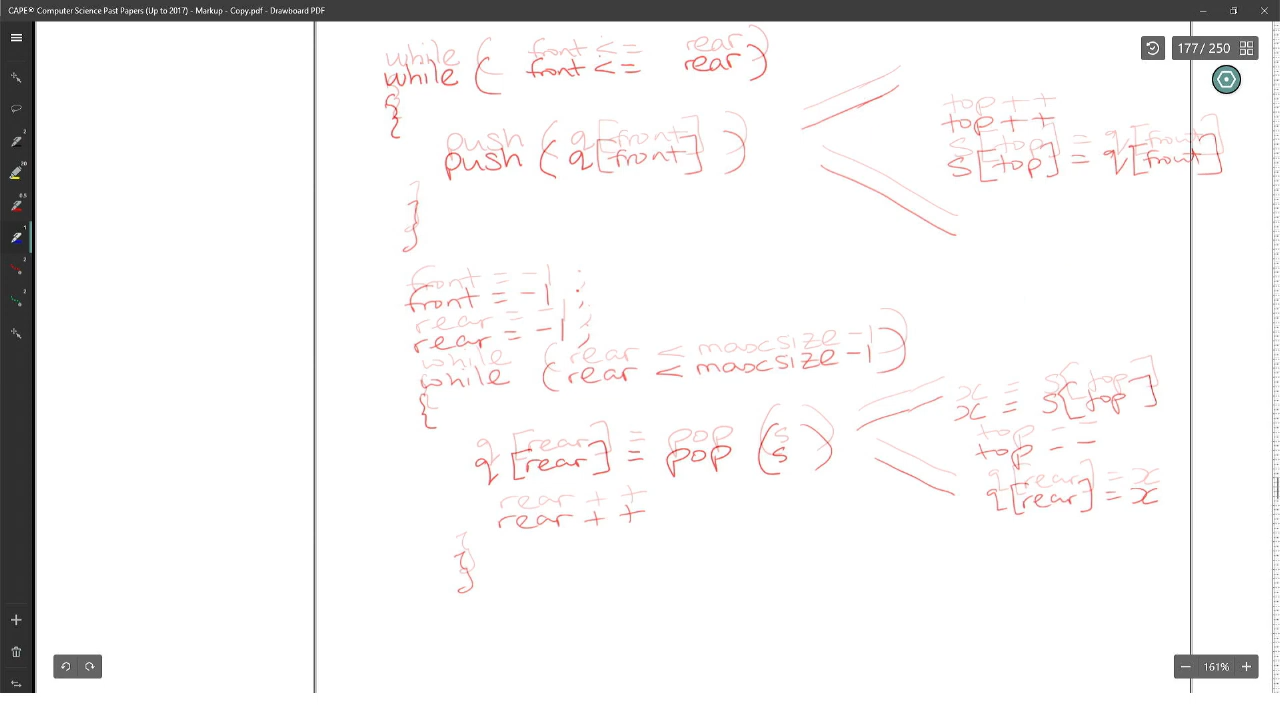 CAPE® Computer Science Past Papers (Up to 2017) - Markup - Copy.pdf - Drawboard PDF
177 / 250
while ( front <= rear )
{
push ( q[front] )
top ++
s[top] = q[front]
}
front = -1 ;
rear = -1 ;
while ( rear < maxsize -1 )
{
q[rear] = pop (s)
x = s[top]
top --
q[rear] = x
rear ++
}
161%